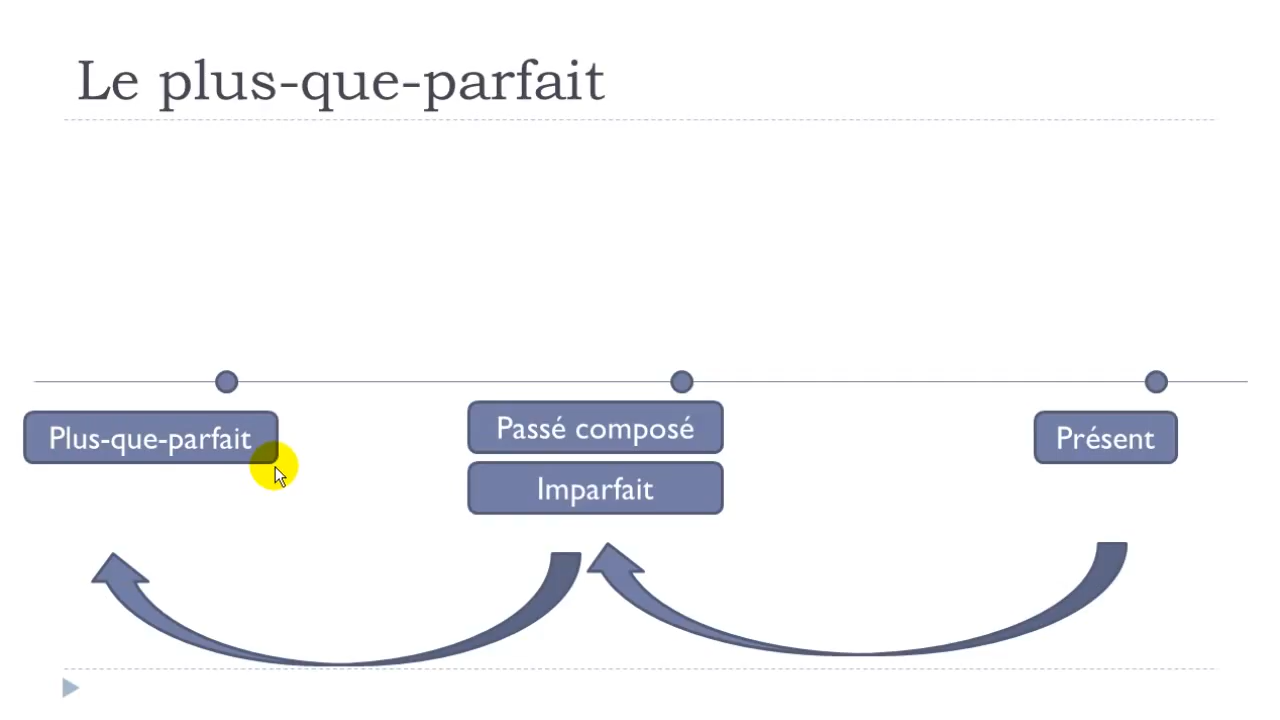 Le plus-que-parfait
Plus-que-parfait
Passé composé
Imparfait
Présent